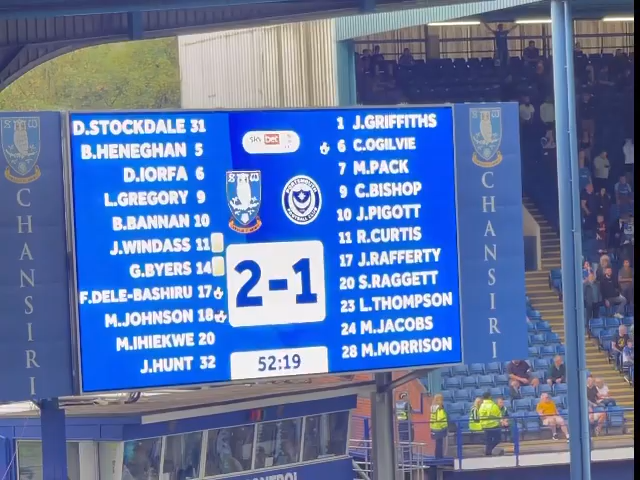 D.STOCKDALE 31
B.HENEGHAN 5
D.IORFA 6
L.GREGORY 9
B.BANNAN 10
J.WINDASS 11
G.BYERS 14
F.DELE-BASHIRU 17
M.JOHNSON 18
M.IHIEKWE 20
J.HUNT 32
sky bet
2-1
52:19
1 J.GRIFFITHS
6 C.OGILVIE
7 M.PACK
9 C.BISHOP
10 J.PIGOTT
11 R.CURTIS
17 J.RAFFERTY
20 S.RAGGETT
23 L.THOMPSON
24 M.JACOBS
28 M.MORRISON
CHANSIRI
CHANSIRI
CONTROL